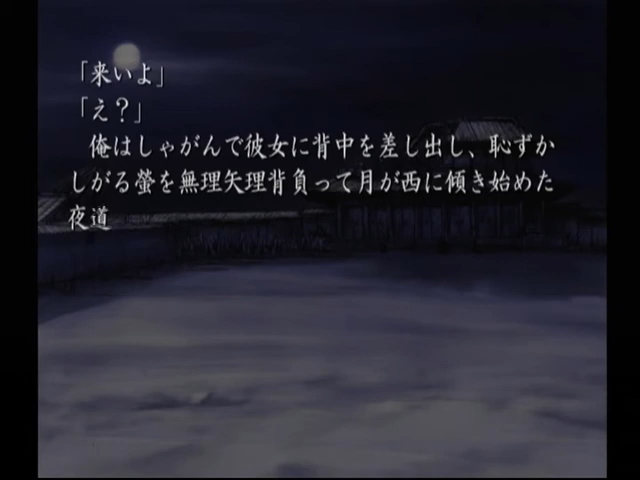 「来いよ」
「え？」
　俺はしゃがんで彼女に背中を差し出し、恥ずか
しがる螢を無理矢理背負って月が西に傾き始めた
夜道